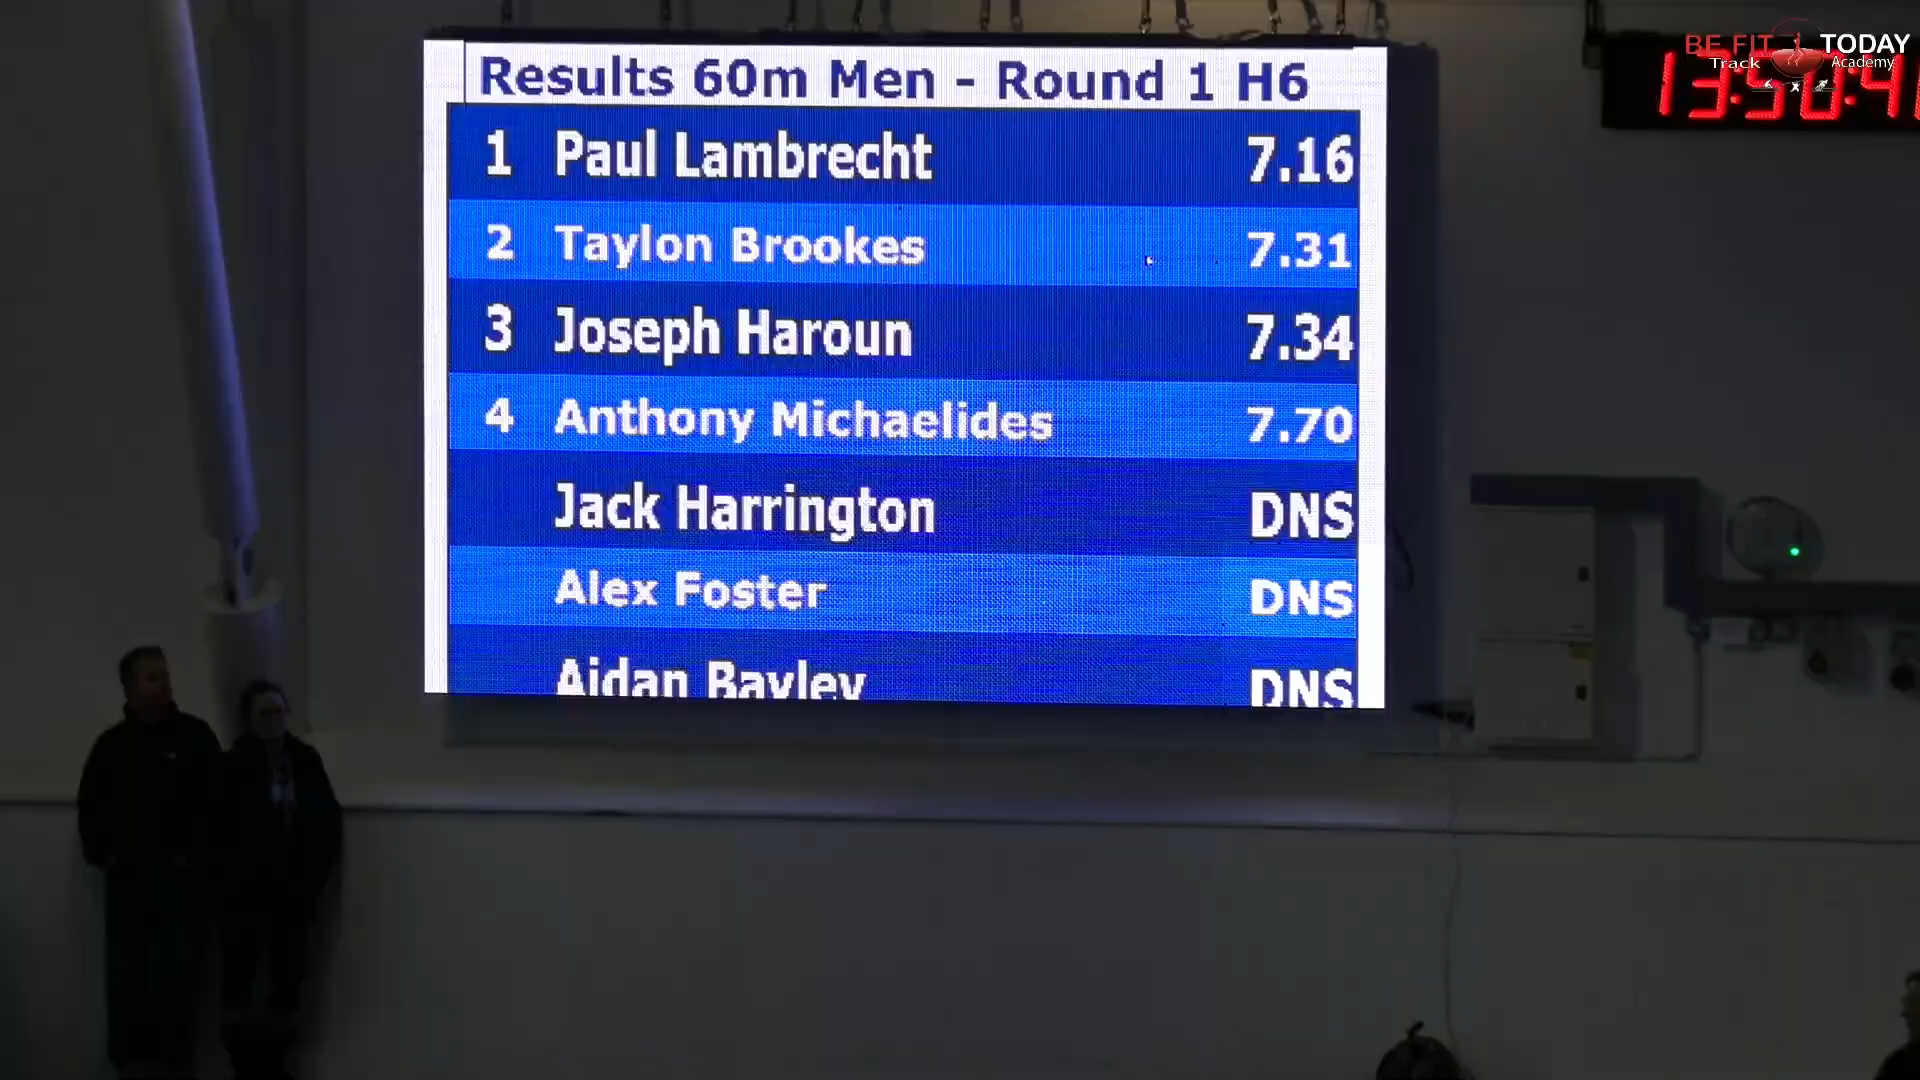 Results 60m Men - Round 1 H6
1 Paul Lambrecht 7.16
2 Taylon Brookes 7.31
3 Joseph Haroun 7.34
4 Anthony Michaelides 7.70
Jack Harrington DNS
Alex Foster DNS
Aidan Bayley DNS
BE FIT TODAY
Track Academy